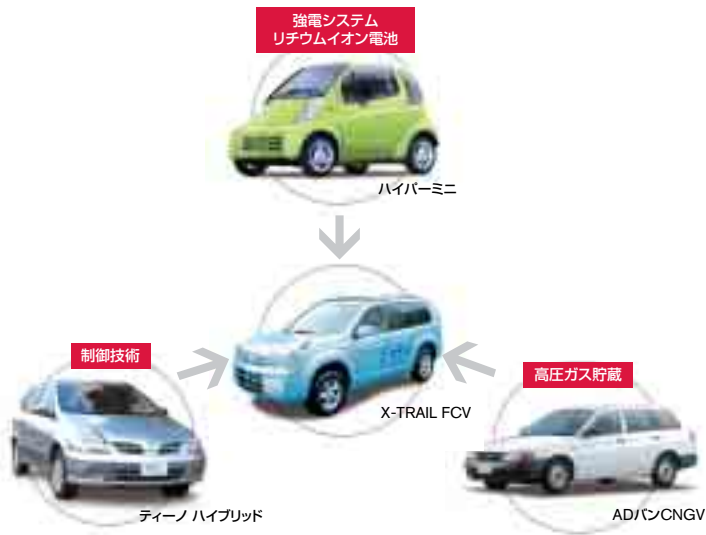 強電システム
リチウムイオン電池
ハイパーミニ
制御技術
高圧ガス貯蔵
X-TRAIL FCV
ティーノ ハイブリッド
ADバンCNGV